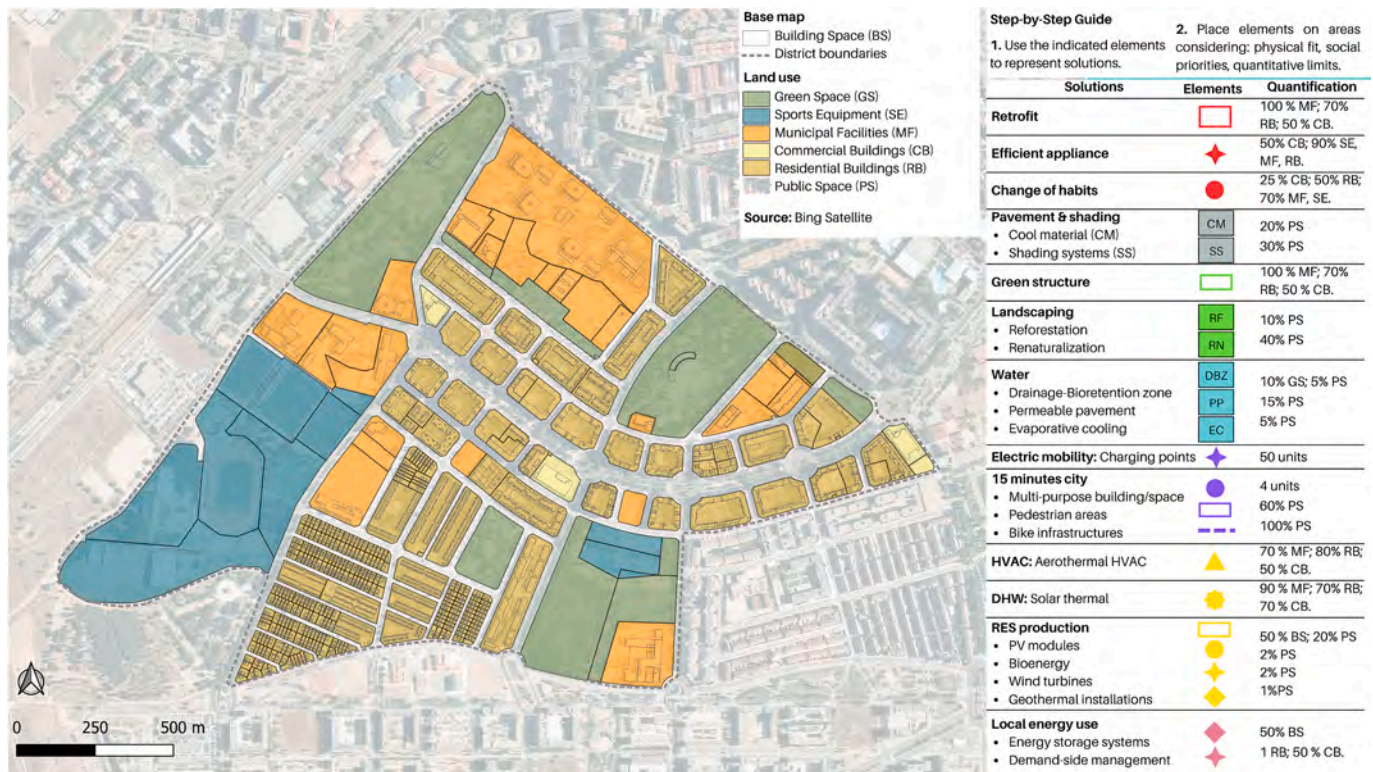 Base map
Building Space (BS)
District boundaries
Land use
Green Space (GS)
Sports Equipment (SE)
Municipal Facilities (MF)
Commercial Buildings (CB)
Residential Buildings (RB)
Public Space (PS)
Source: Bing Satellite
0 250 500 m
Step-by-Step Guide
1. Use the indicated elements
to represent solutions.
2. Place elements on areas
considering: physical fit, social
priorities, quantitative limits.
Solutions Elements Quantification
Retrofit
100 % MF; 70%
RB; 50 % CB.
Efficient appliance
50% CB; 90% SE,
MF, RB.
Change of habits
25 % CB; 50% RB;
70% MF, SE.
Pavement & shading
• Cool material (CM) CM 20% PS
• Shading systems (SS) SS 30% PS
Green structure
100 % MF; 70%
RB; 50 % CB.
Landscaping
• Reforestation RF 10% PS
• Renaturalization RN 40% PS
Water
• Drainage-Bioretention zone DBZ 10% GS; 5% PS
• Permeable pavement PP 15% PS
• Evaporative cooling EC 5% PS
Electric mobility: Charging points 50 units
15 minutes city
• Multi-purpose building/space 4 units
• Pedestrian areas 60% PS
• Bike infrastructures 100% PS
HVAC: Aerothermal HVAC
70 % MF; 80% RB;
50 % CB.
DHW: Solar thermal
90 % MF; 70% RB;
70 % CB.
RES production
• PV modules 50 % BS; 20% PS
• Bioenergy 2% PS
• Wind turbines 2% PS
• Geothermal installations 1%PS
Local energy use
• Energy storage systems 50% BS
• Demand-side management 1 RB; 50 % CB.